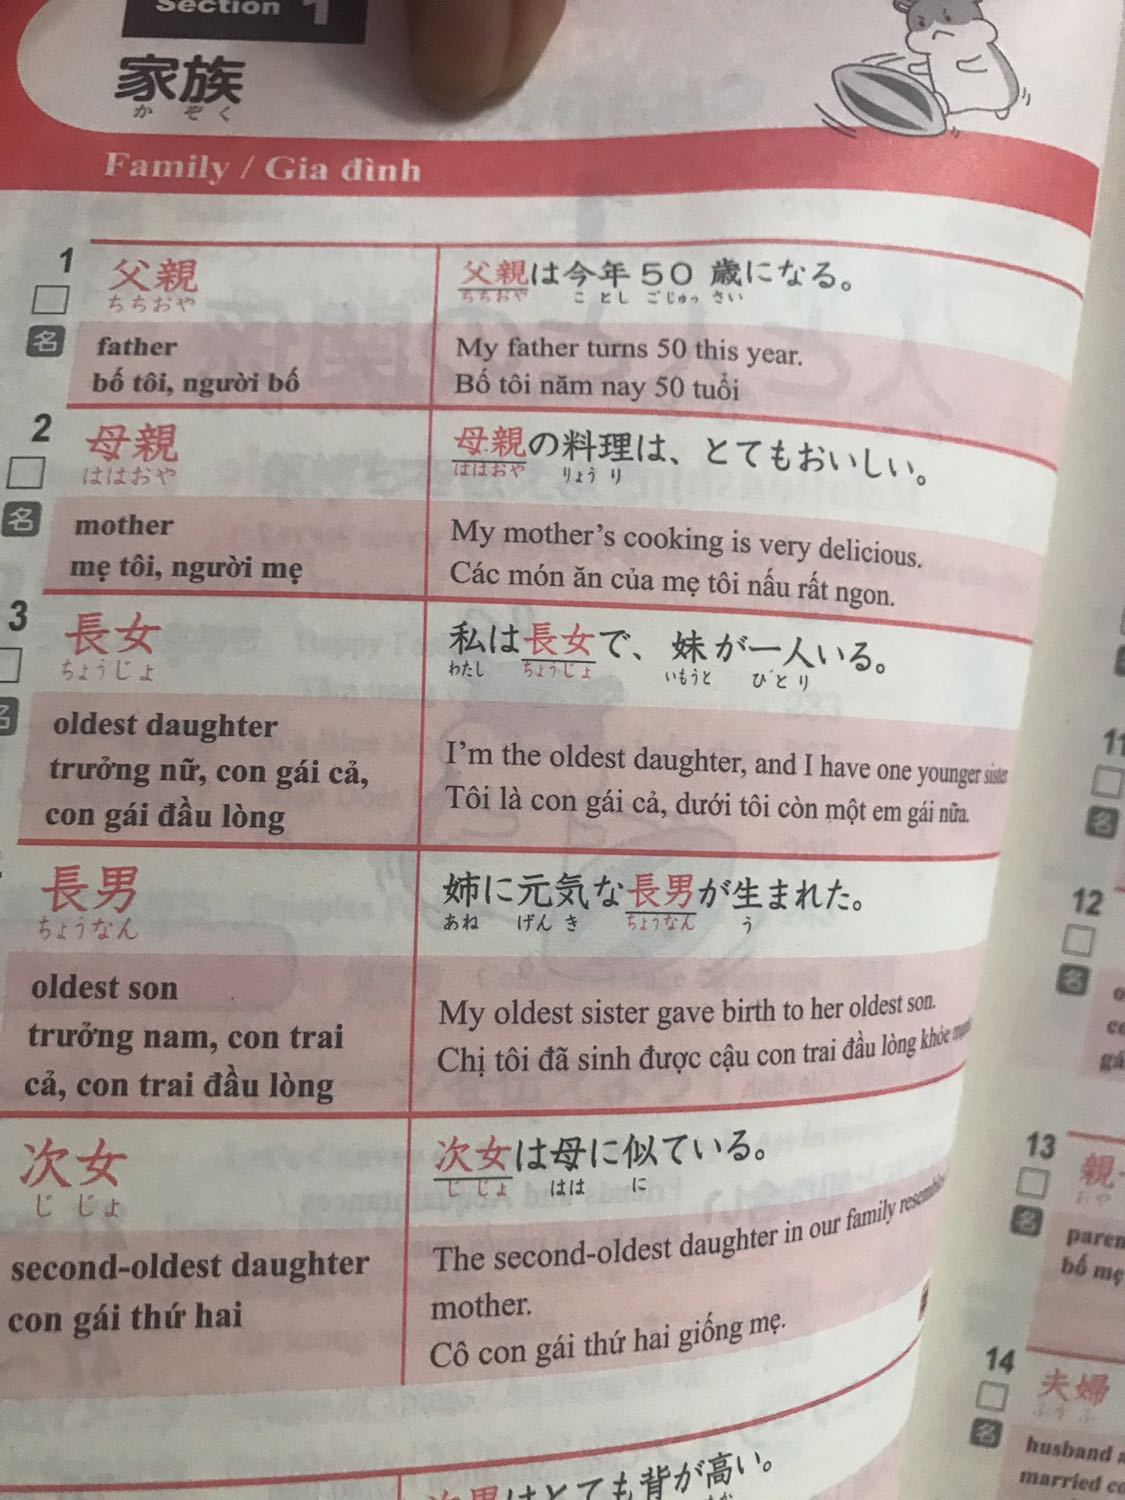 Section 1
家族
かぞく
Family / Gia đình
1
父親
ちちおや
名
father
bố tôi, người bố
父親は今年50歳になる。
ちちおや ことし ごじゅっ さい
My father turns 50 this year.
Bố tôi năm nay 50 tuổi
2
母親
ははおや
名
mother
mẹ tôi, người mẹ
母親の料理は、とてもおいしい。
ははおや りょうり
My mother's cooking is very delicious.
Các món ăn của mẹ tôi nấu rất ngon.
3
長女
ちょうじょ
名
oldest daughter
trưởng nữ, con gái cả,
con gái đầu lòng
私は長女で、妹が一人いる。
わたし ちょうじょ いもうと ひとり
I'm the oldest daughter, and I have one younger sister
Tôi là con gái cả, dưới tôi còn một em gái nữa.
長男
ちょうなん
oldest son
trưởng nam, con trai
cả, con trai đầu lòng
姉に元気な長男が生まれた。
あね げんき ちょうなん う
My oldest sister gave birth to her oldest son.
Chị tôi đã sinh được cậu con trai đầu lòng khỏe
次女
じじょ
second-oldest daughter
con gái thứ hai
次女は母に似ている。
じじょ はは に
The second-oldest daughter in our family
mother.
Cô con gái thứ hai giống mẹ.
次男はとても背が高い。
11
名
12
名
13
親
おや
名
paren
bố mẹ
14
夫婦
ふうふ
名
husband a
married co